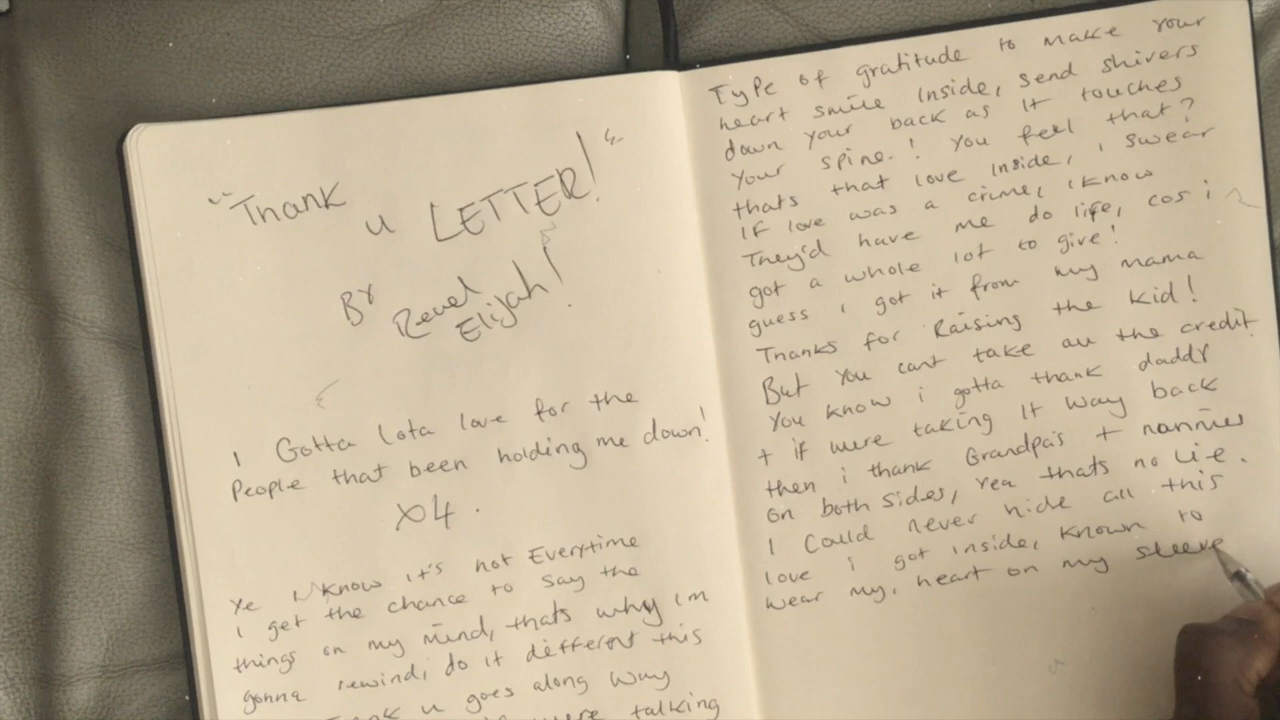 "Thank
u LETTER!"
BY
Revel
Elijah!
I Gotta lota love for the
People that been holding me down!
x4.
Ye I Know it's not Everytime
i get the chance to say the
things on my mind, thats why im
gonna rewind, do it different this
u goes along way
were talking
Type of gratitude to make your
heart smile inside, send shivers
down your back as it touches
your spine.! You feel that?
thats that love inside, i swear
If love was a crime, i know
They'd have me do life, cos i
got a whole lot to give!
guess i got it from my mama
Thanks for Raising the kid!
But you cant take all the credit
You know i gotta thank daddy
+ if were taking it way back
then i thank Grandpa's + nannies
on both sides, yea thats no lie.
I could never hide all this
love i got inside, known to
wear my, heart on my sleeve